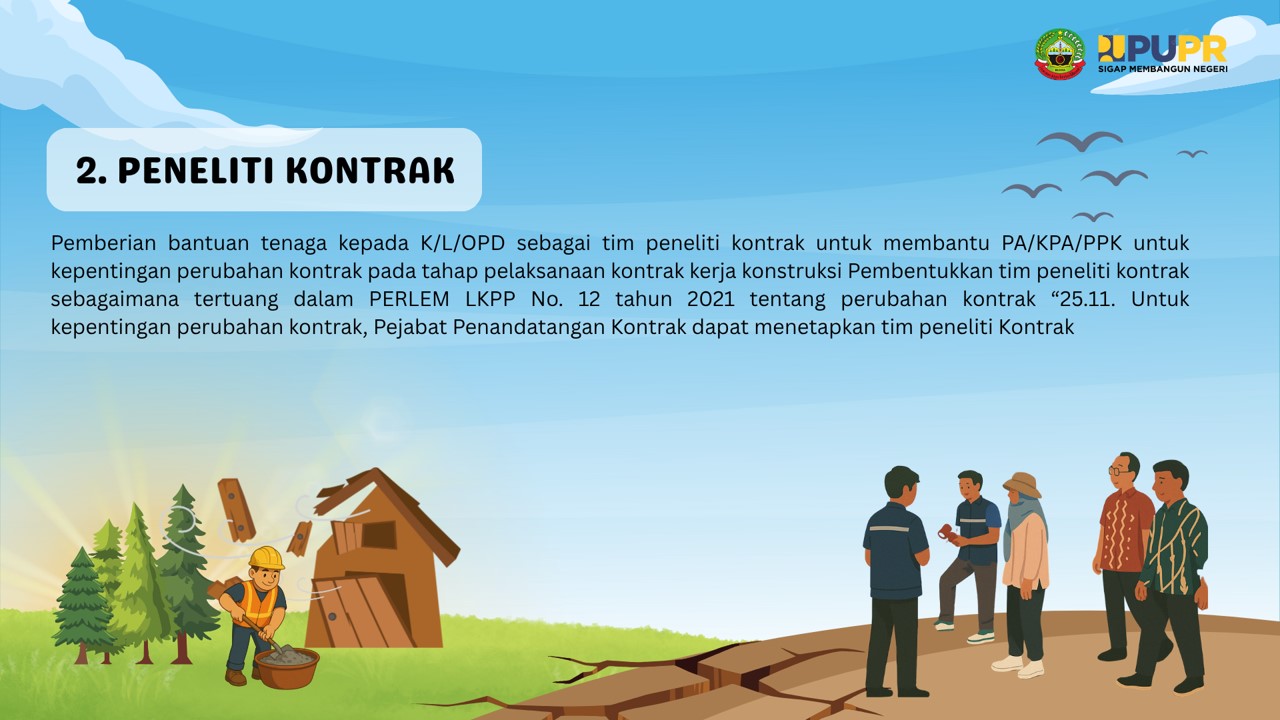 PUPR
SIGAP MEMBANGUN NEGERI
2. PENELITI KONTRAK
Pemberian bantuan tenaga kepada K/L/OPD sebagai tim peneliti kontrak untuk membantu PA/KPA/PPK untuk
kepentingan perubahan kontrak pada tahap pelaksanaan kontrak kerja konstruksi Pembentukkan tim peneliti kontrak
sebagaimana tertuang dalam PERLEM LKPP No. 12 tahun 2021 tentang perubahan kontrak “25.11. Untuk
kepentingan perubahan kontrak, Pejabat Penandatangan Kontrak dapat menetapkan tim peneliti Kontrak